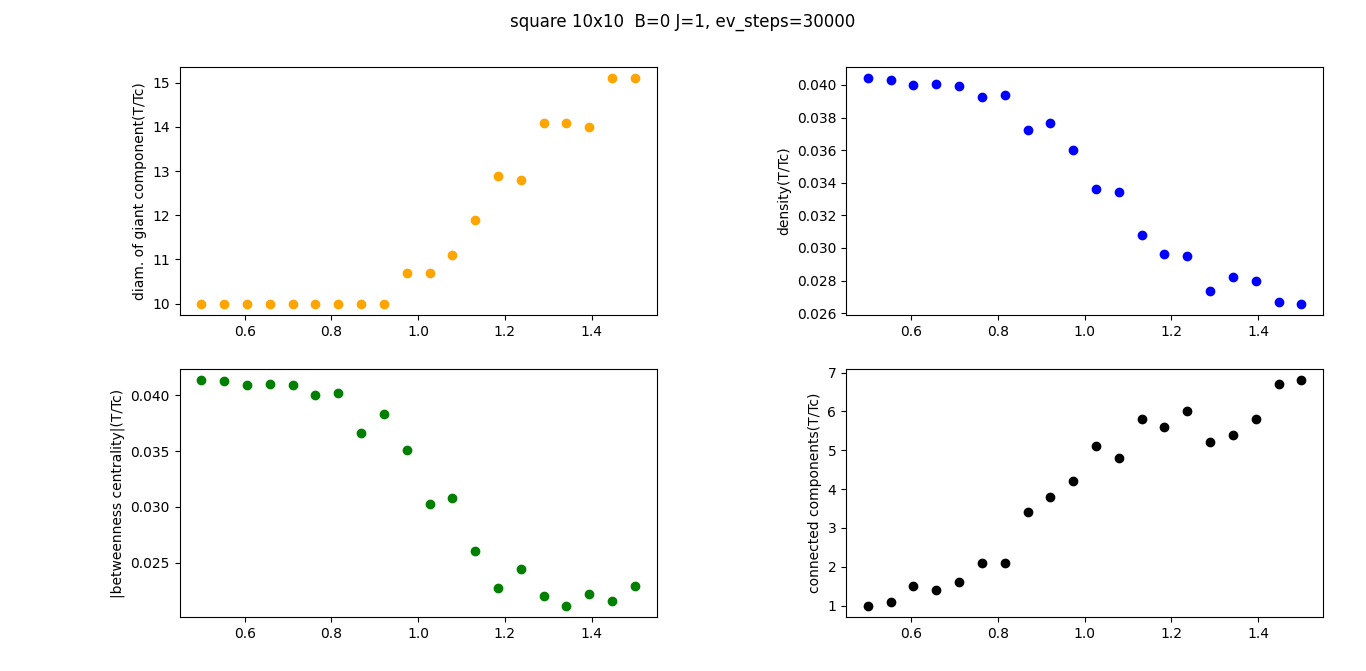 square 10x10  B=0 J=1, ev_steps=30000
diam. of giant component(T/Tc)
15
14
13
12
11
10
0.6 0.8 1.0 1.2 1.4
density(T/Tc)
0.040
0.038
0.036
0.034
0.032
0.030
0.028
0.026
0.6 0.8 1.0 1.2 1.4
|betweenness centrality|(T/Tc)
0.040
0.035
0.030
0.025
0.6 0.8 1.0 1.2 1.4
connected components(T/Tc)
7
6
5
4
3
2
1
0.6 0.8 1.0 1.2 1.4